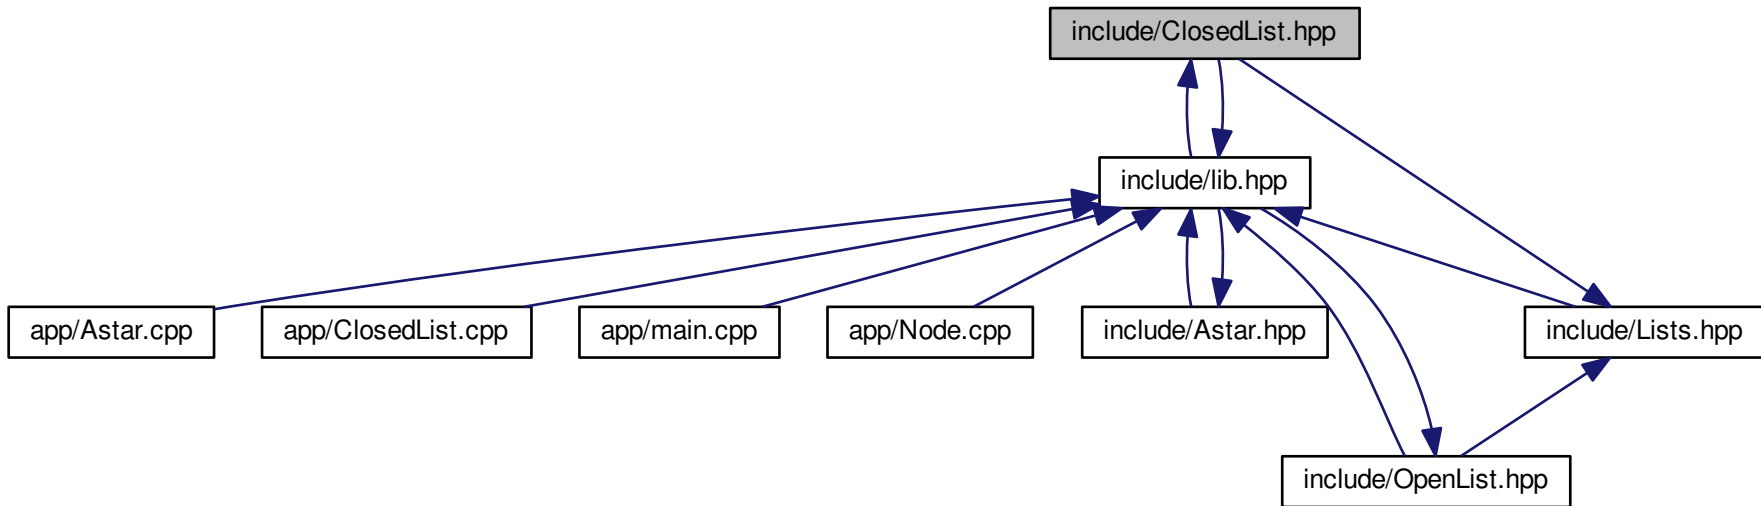 include/ClosedList.hpp
include/lib.hpp
app/Astar.cpp
app/ClosedList.cpp
app/main.cpp
app/Node.cpp
include/Astar.hpp
include/Lists.hpp
include/OpenList.hpp